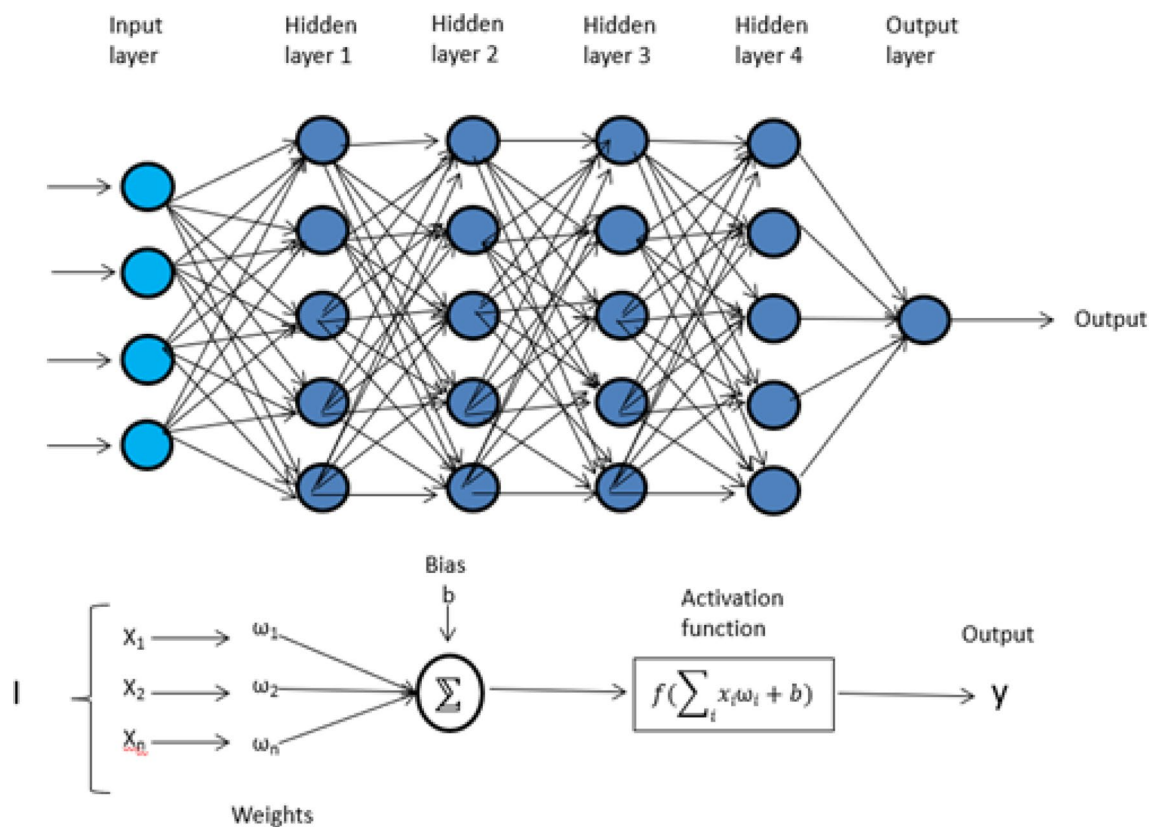 Input
layer
Hidden
layer 1
Hidden
layer 2
Hidden
layer 3
Hidden
layer 4
Output
layer
Output
Bias
b
Activation
function
Output
I
X₁
ω₁
X₂
ω₂
Xₙ
ωₙ
∑
f(∑ᵢ xᵢωᵢ + b)
y
Weights